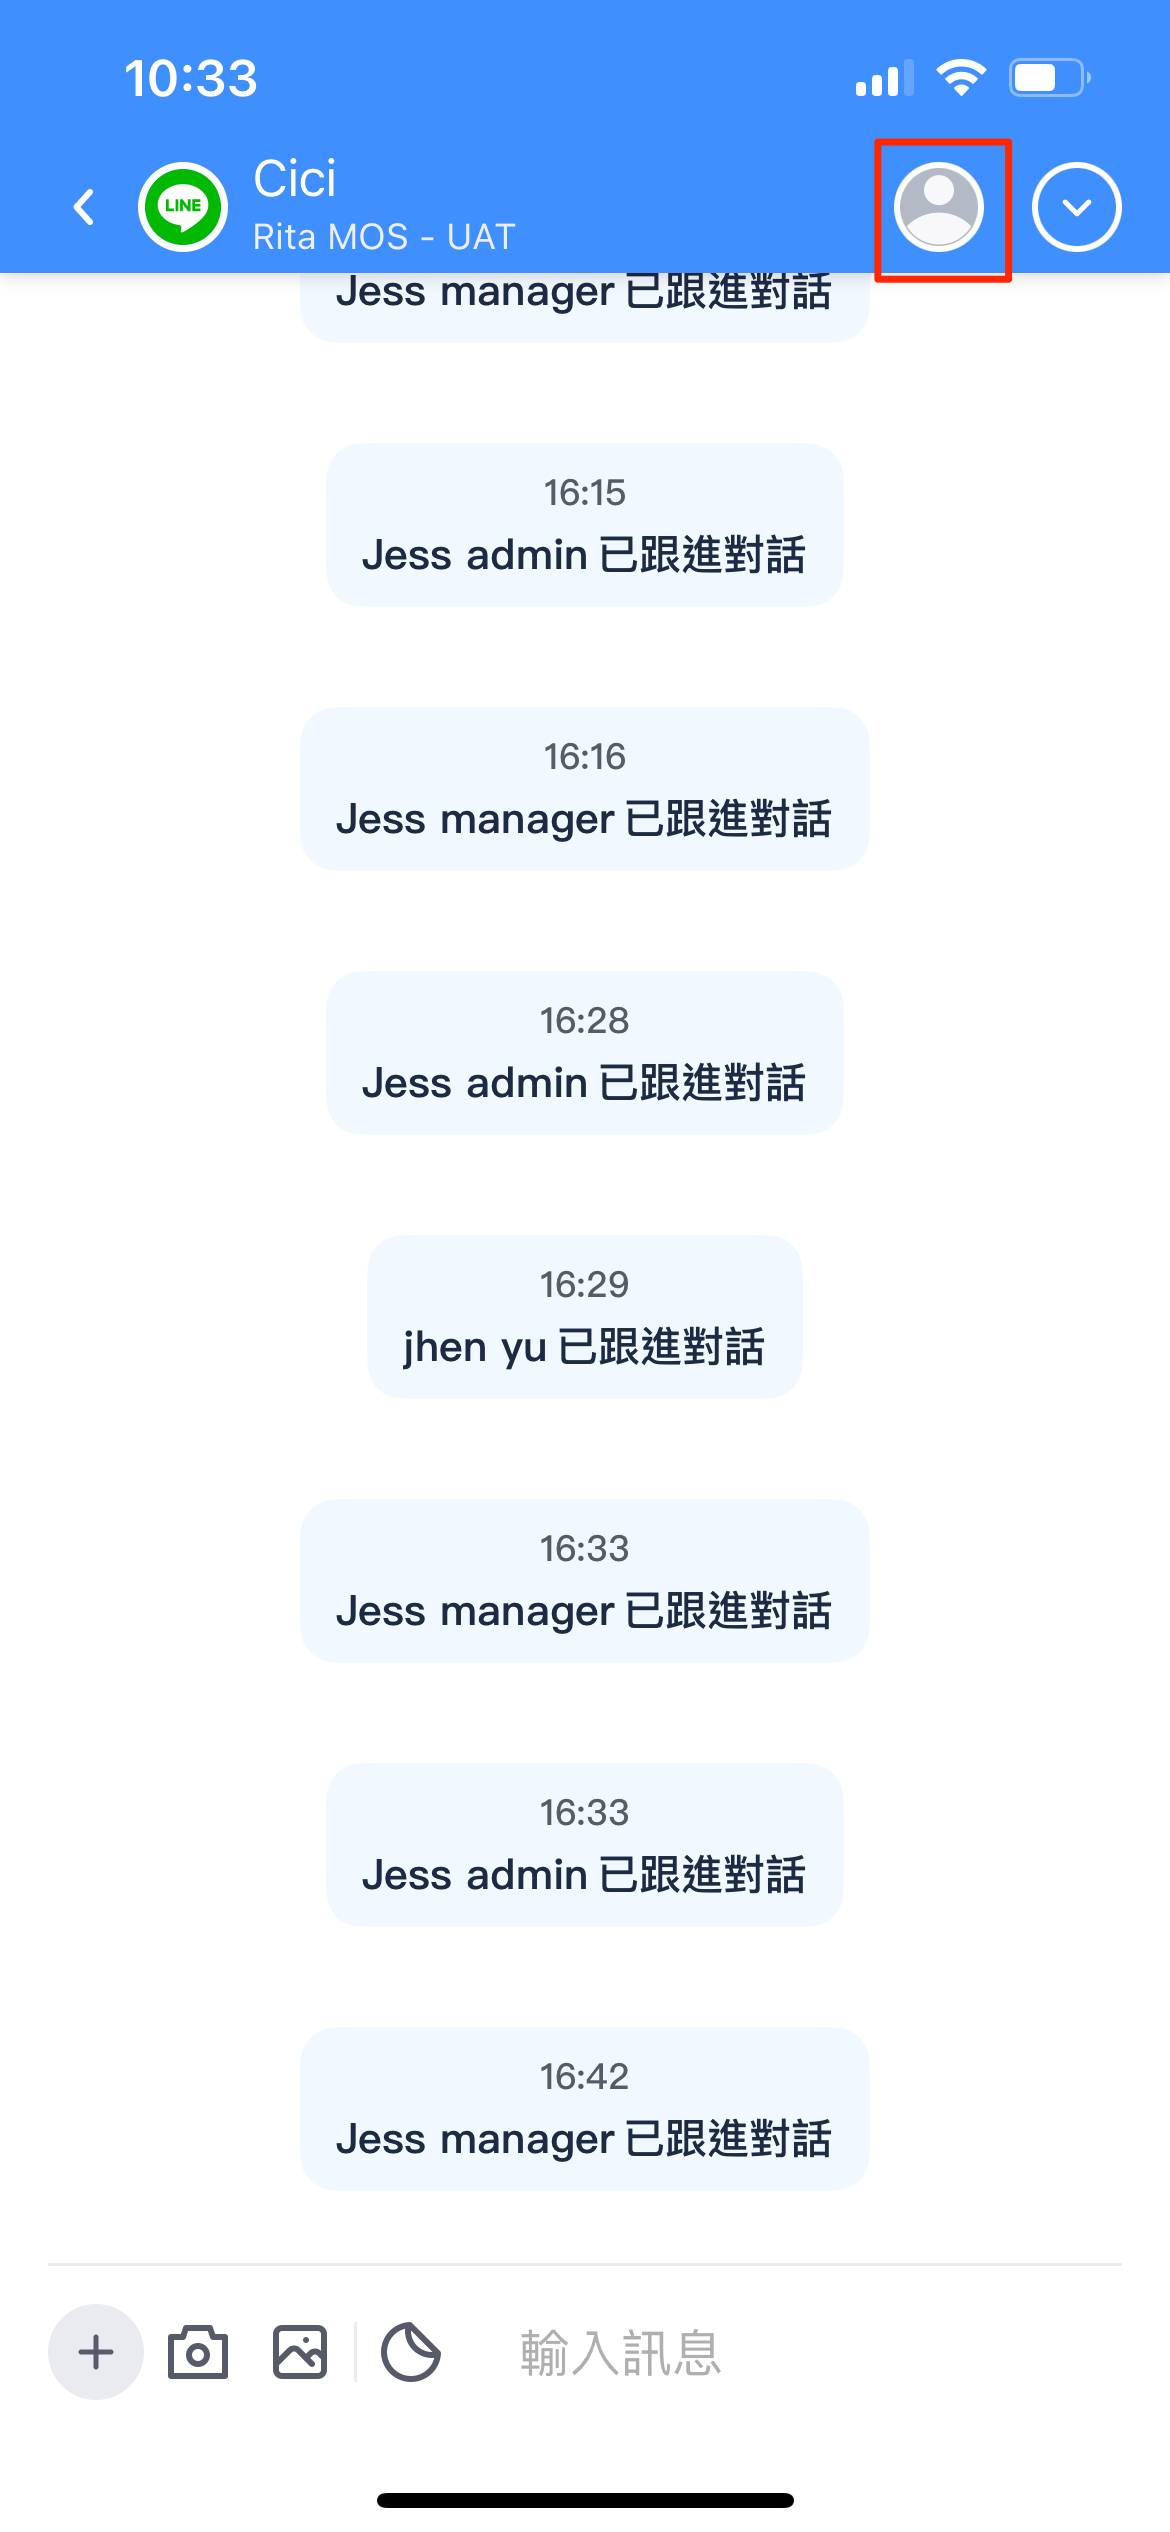 10:33
LINE
Cici
Rita MOS - UAT
Jess manager 已跟進對話
16:15
Jess admin 已跟進對話
16:16
Jess manager 已跟進對話
16:28
Jess admin 已跟進對話
16:29
jhen yu 已跟進對話
16:33
Jess manager 已跟進對話
16:33
Jess admin 已跟進對話
16:42
Jess manager 已跟進對話
輸入訊息